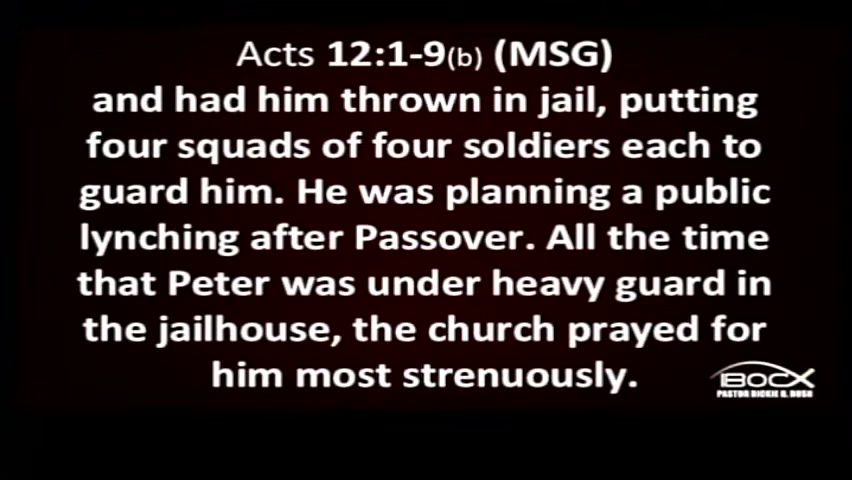 Acts 12:1-9(b) (MSG)
and had him thrown in jail, putting
four squads of four soldiers each to
guard him. He was planning a public
lynching after Passover. All the time
that Peter was under heavy guard in
the jailhouse, the church prayed for
him most strenuously.
IBOCX
PASTOR RICKIE G. RUSH